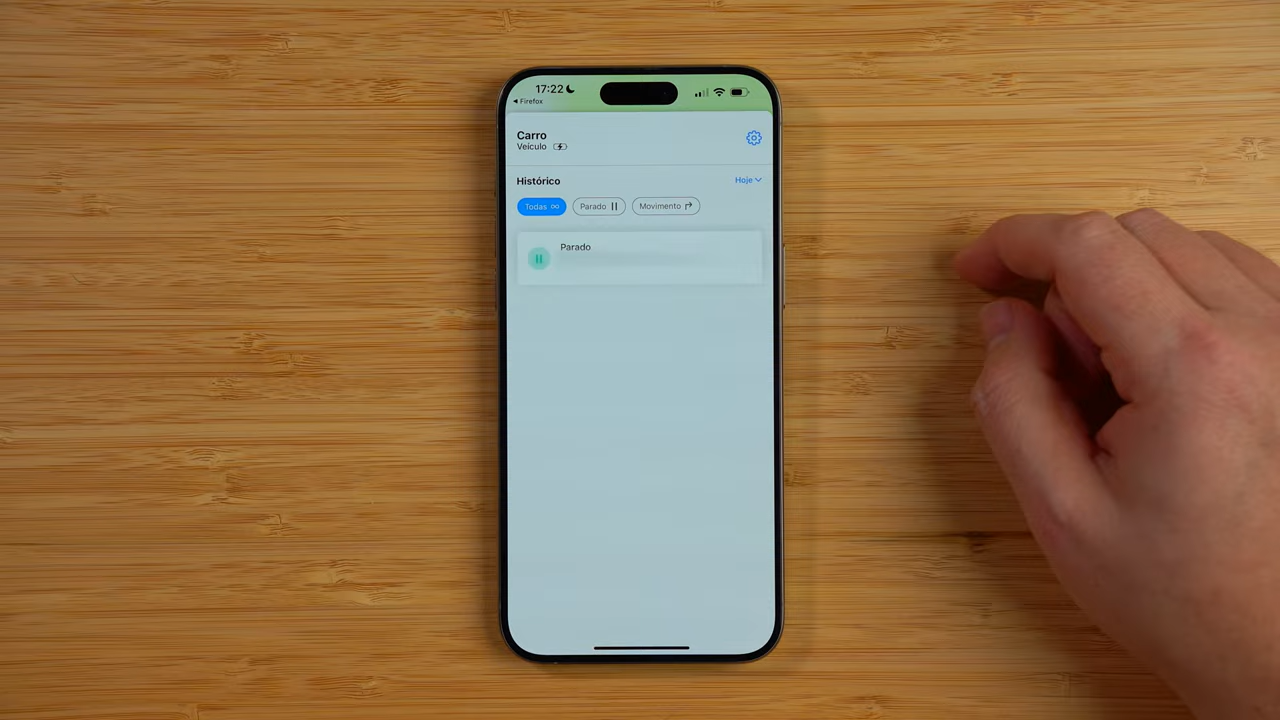 17:22
Firefox
Carro
Veículo
Histórico
Hoje
Todas
Parado
Movimento
Parado